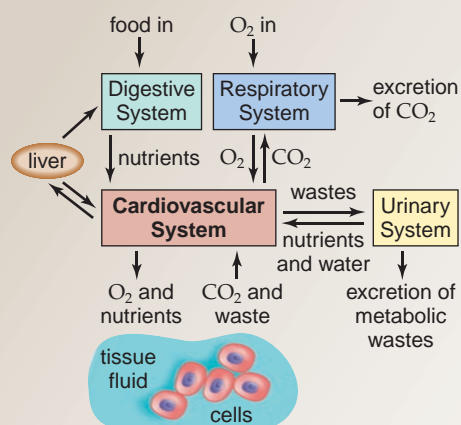 food in
O₂ in
Digestive
System
Respiratory
System
excretion
of CO₂
liver
nutrients
O₂
CO₂
Cardiovascular
System
wastes
nutrients
and water
Urinary
System
O₂ and
nutrients
CO₂ and
waste
excretion of
metabolic
wastes
tissue
fluid
cells